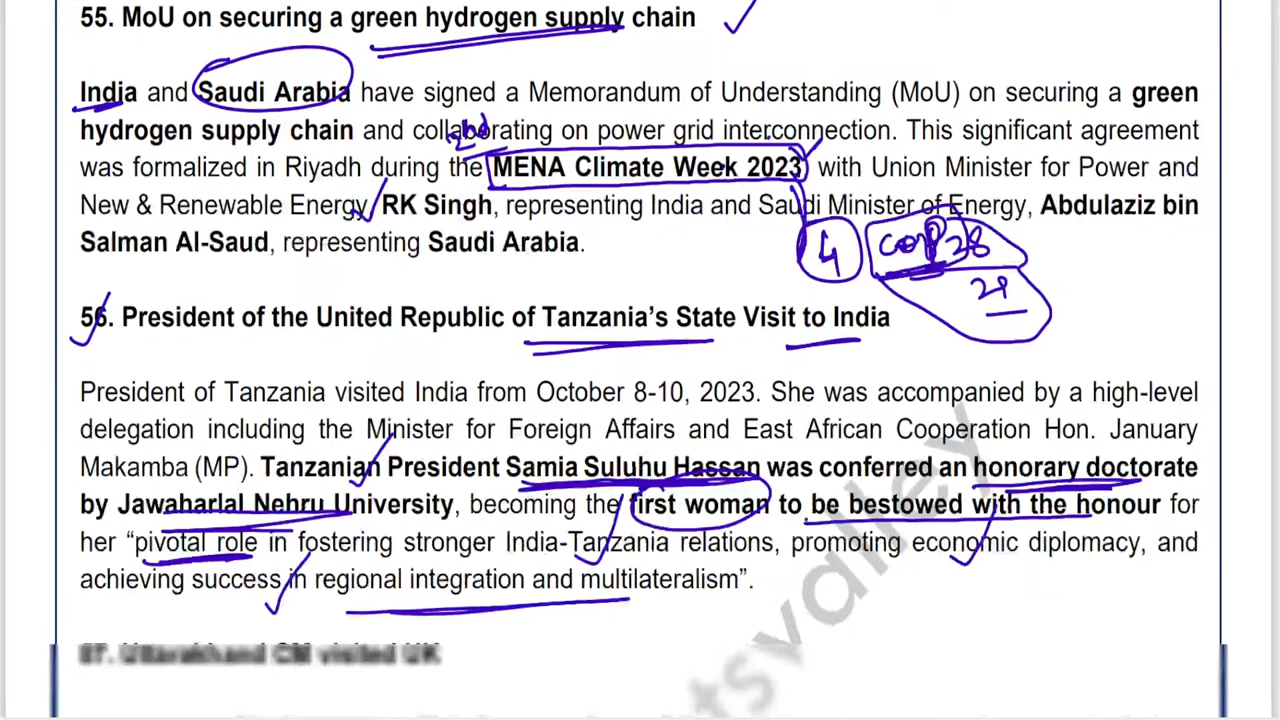 55. MoU on securing a green hydrogen supply chain
India and Saudi Arabia have signed a Memorandum of Understanding (MoU) on securing a green
hydrogen supply chain and collaborating on power grid interconnection. This significant agreement
2nd
was formalized in Riyadh during the MENA Climate Week 2023 with Union Minister for Power and
New & Renewable Energy RK Singh, representing India and Saudi Minister of Energy, Abdulaziz bin
Salman Al-Saud, representing Saudi Arabia.
4 COP 28
56. President of the United Republic of Tanzania's State Visit to India
President of Tanzania visited India from October 8-10, 2023. She was accompanied by a high-level
delegation including the Minister for Foreign Affairs and East African Cooperation Hon. January
Makamba (MP). Tanzanian President Samia Suluhu Hassan was conferred an honorary doctorate
by Jawaharlal Nehru University, becoming the first woman to be bestowed with the honour for
her “pivotal role in fostering stronger India-Tanzania relations, promoting economic diplomacy, and
achieving success in regional integration and multilateralism”.
57. Uttarakhand CM visited UK